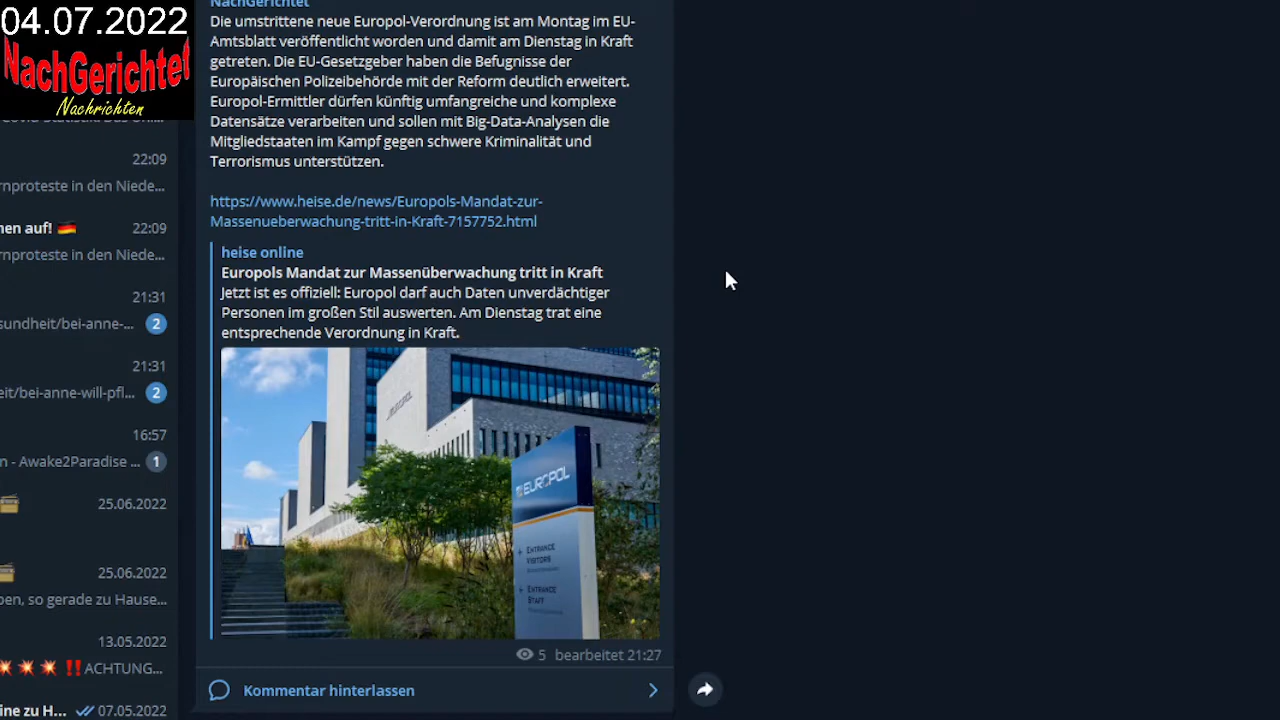 04.07.2022
NachGerichtet
Nachrichten
22:09
rnproteste in den Niede...
nen auf! 🇩🇪 22:09
rnproteste in den Niede...
21:31
sundheit/bei-anne-... 2
21:31
eit/bei-anne-will-pfl... 2
16:57
n - Awake2Paradise ... 1
25.06.2022
25.06.2022
ben, so gerade zu Hause...
13.05.2022
💥 💥 💥 ‼️ACHTUNG...
ine zu H... 07.05.2022
NachGerichtet
Die umstrittene neue Europol-Verordnung ist am Montag im EU-
Amtsblatt veröffentlicht worden und damit am Dienstag in Kraft
getreten. Die EU-Gesetzgeber haben die Befugnisse der
Europäischen Polizeibehörde mit der Reform deutlich erweitert.
Europol-Ermittler dürfen künftig umfangreiche und komplexe
Datensätze verarbeiten und sollen mit Big-Data-Analysen die
Mitgliedstaaten im Kampf gegen schwere Kriminalität und
Terrorismus unterstützen.
https://www.heise.de/news/Europols-Mandat-zur-
Massenueberwachung-tritt-in-Kraft-7157752.html
heise online
Europols Mandat zur Massenüberwachung tritt in Kraft
Jetzt ist es offiziell: Europol darf auch Daten unverdächtiger
Personen im großen Stil auswerten. Am Dienstag trat eine
entsprechende Verordnung in Kraft.
EUROPOL
EUROPOL
ENTRANCE
VISITORS
ENTRANCE
STAFF
5 bearbeitet 21:27
Kommentar hinterlassen